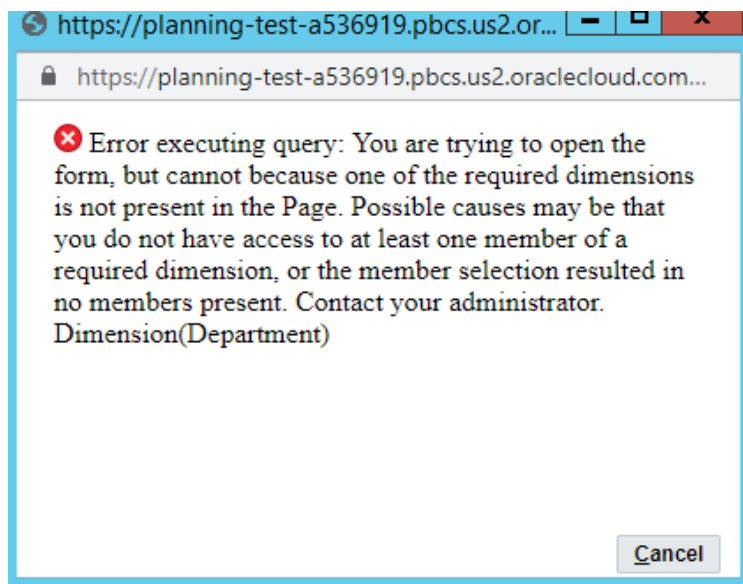 https://planning-test-a536919.pbcs.us2.or...
https://planning-test-a536919.pbcs.us2.oraclecloud.com...
Error executing query: You are trying to open the
form, but cannot because one of the required dimensions
is not present in the Page. Possible causes may be that
you do not have access to at least one member of a
required dimension, or the member selection resulted in
no members present. Contact your administrator.
Dimension(Department)
Cancel